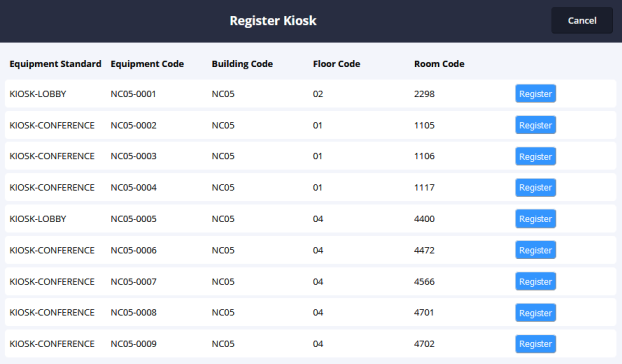 Register Kiosk Cancel
Equipment Standard Equipment Code Building Code Floor Code Room Code
KIOSK-LOBBY NC05-0001 NC05 02 2298 Register
KIOSK-CONFERENCE NC05-0002 NC05 01 1105 Register
KIOSK-CONFERENCE NC05-0003 NC05 01 1106 Register
KIOSK-CONFERENCE NC05-0004 NC05 01 1117 Register
KIOSK-LOBBY NC05-0005 NC05 04 4400 Register
KIOSK-CONFERENCE NC05-0006 NC05 04 4472 Register
KIOSK-CONFERENCE NC05-0007 NC05 04 4566 Register
KIOSK-CONFERENCE NC05-0008 NC05 04 4701 Register
KIOSK-CONFERENCE NC05-0009 NC05 04 4702 Register